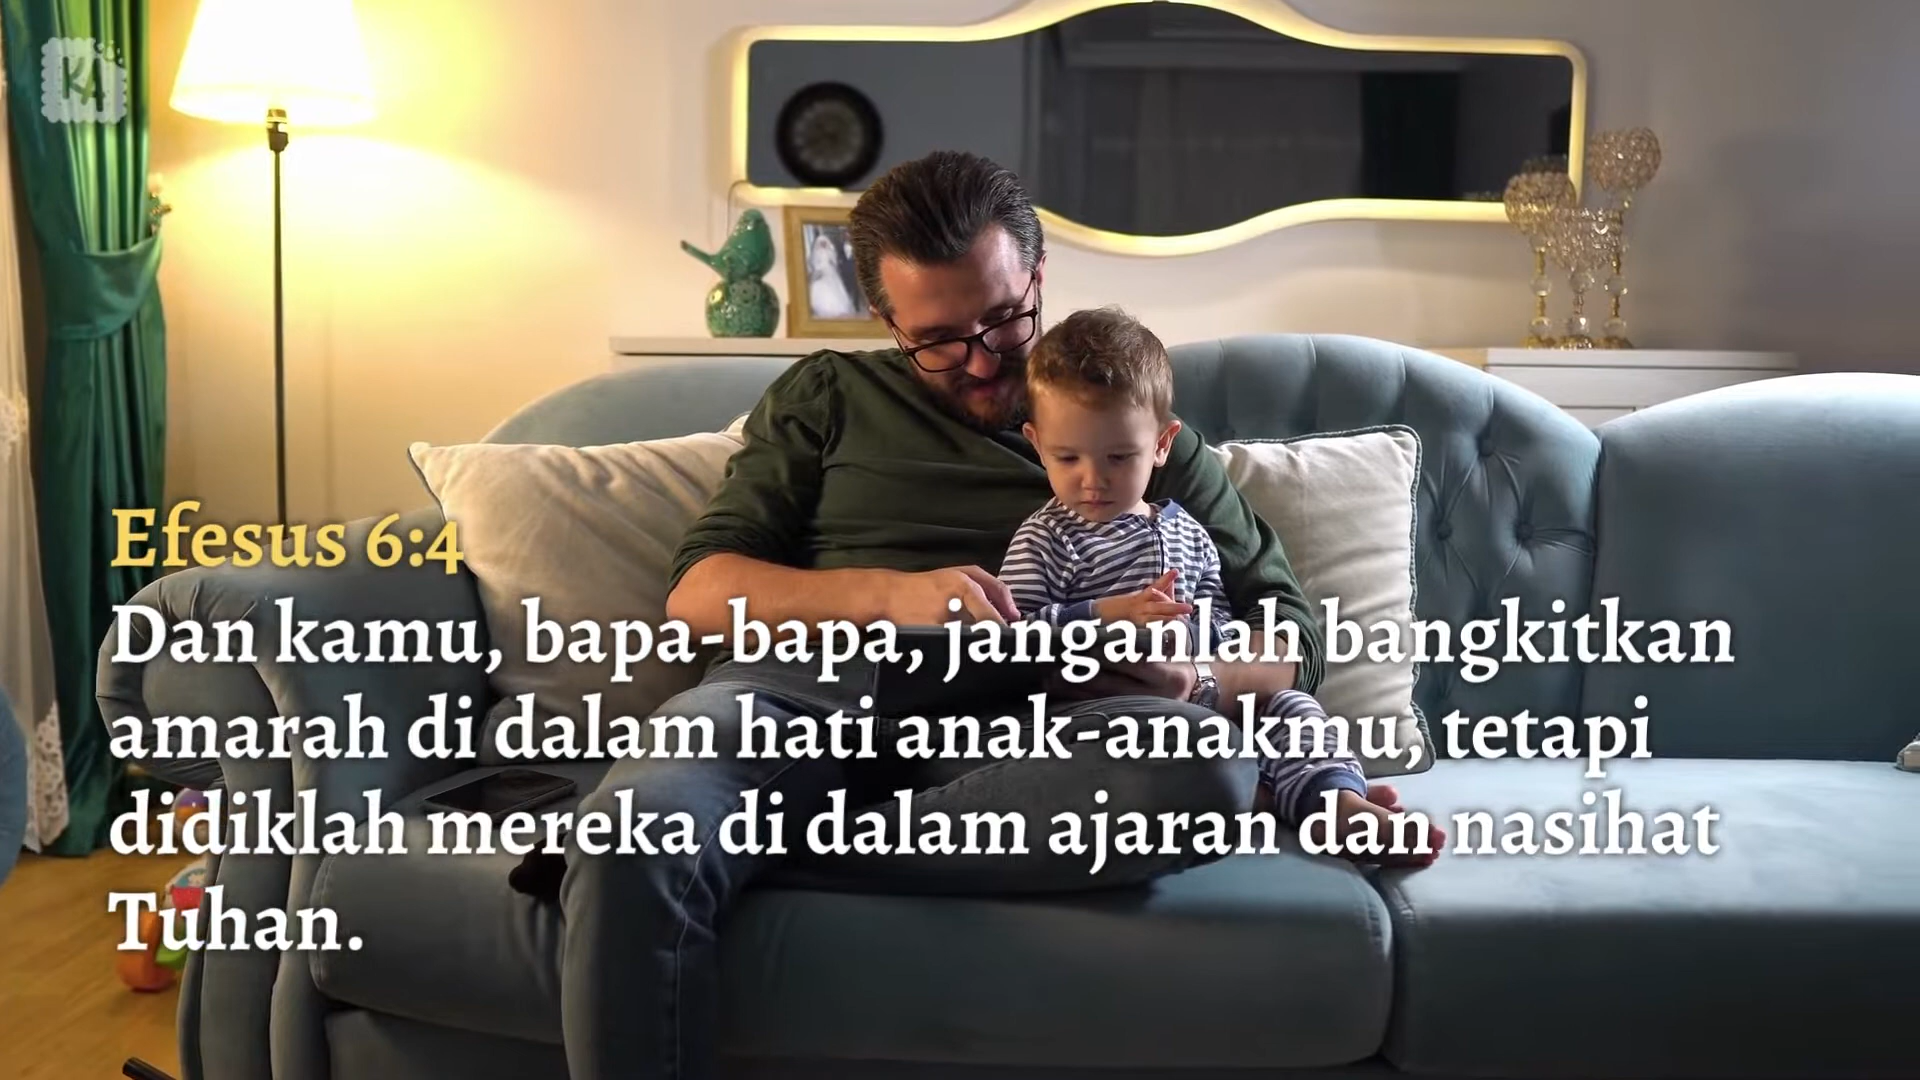 KA
Efesus 6:4
Dan kamu, bapa-bapa, janganlah bangkitkan
amarah di dalam hati anak-anakmu, tetapi
didiklah mereka di dalam ajaran dan nasihat
Tuhan.